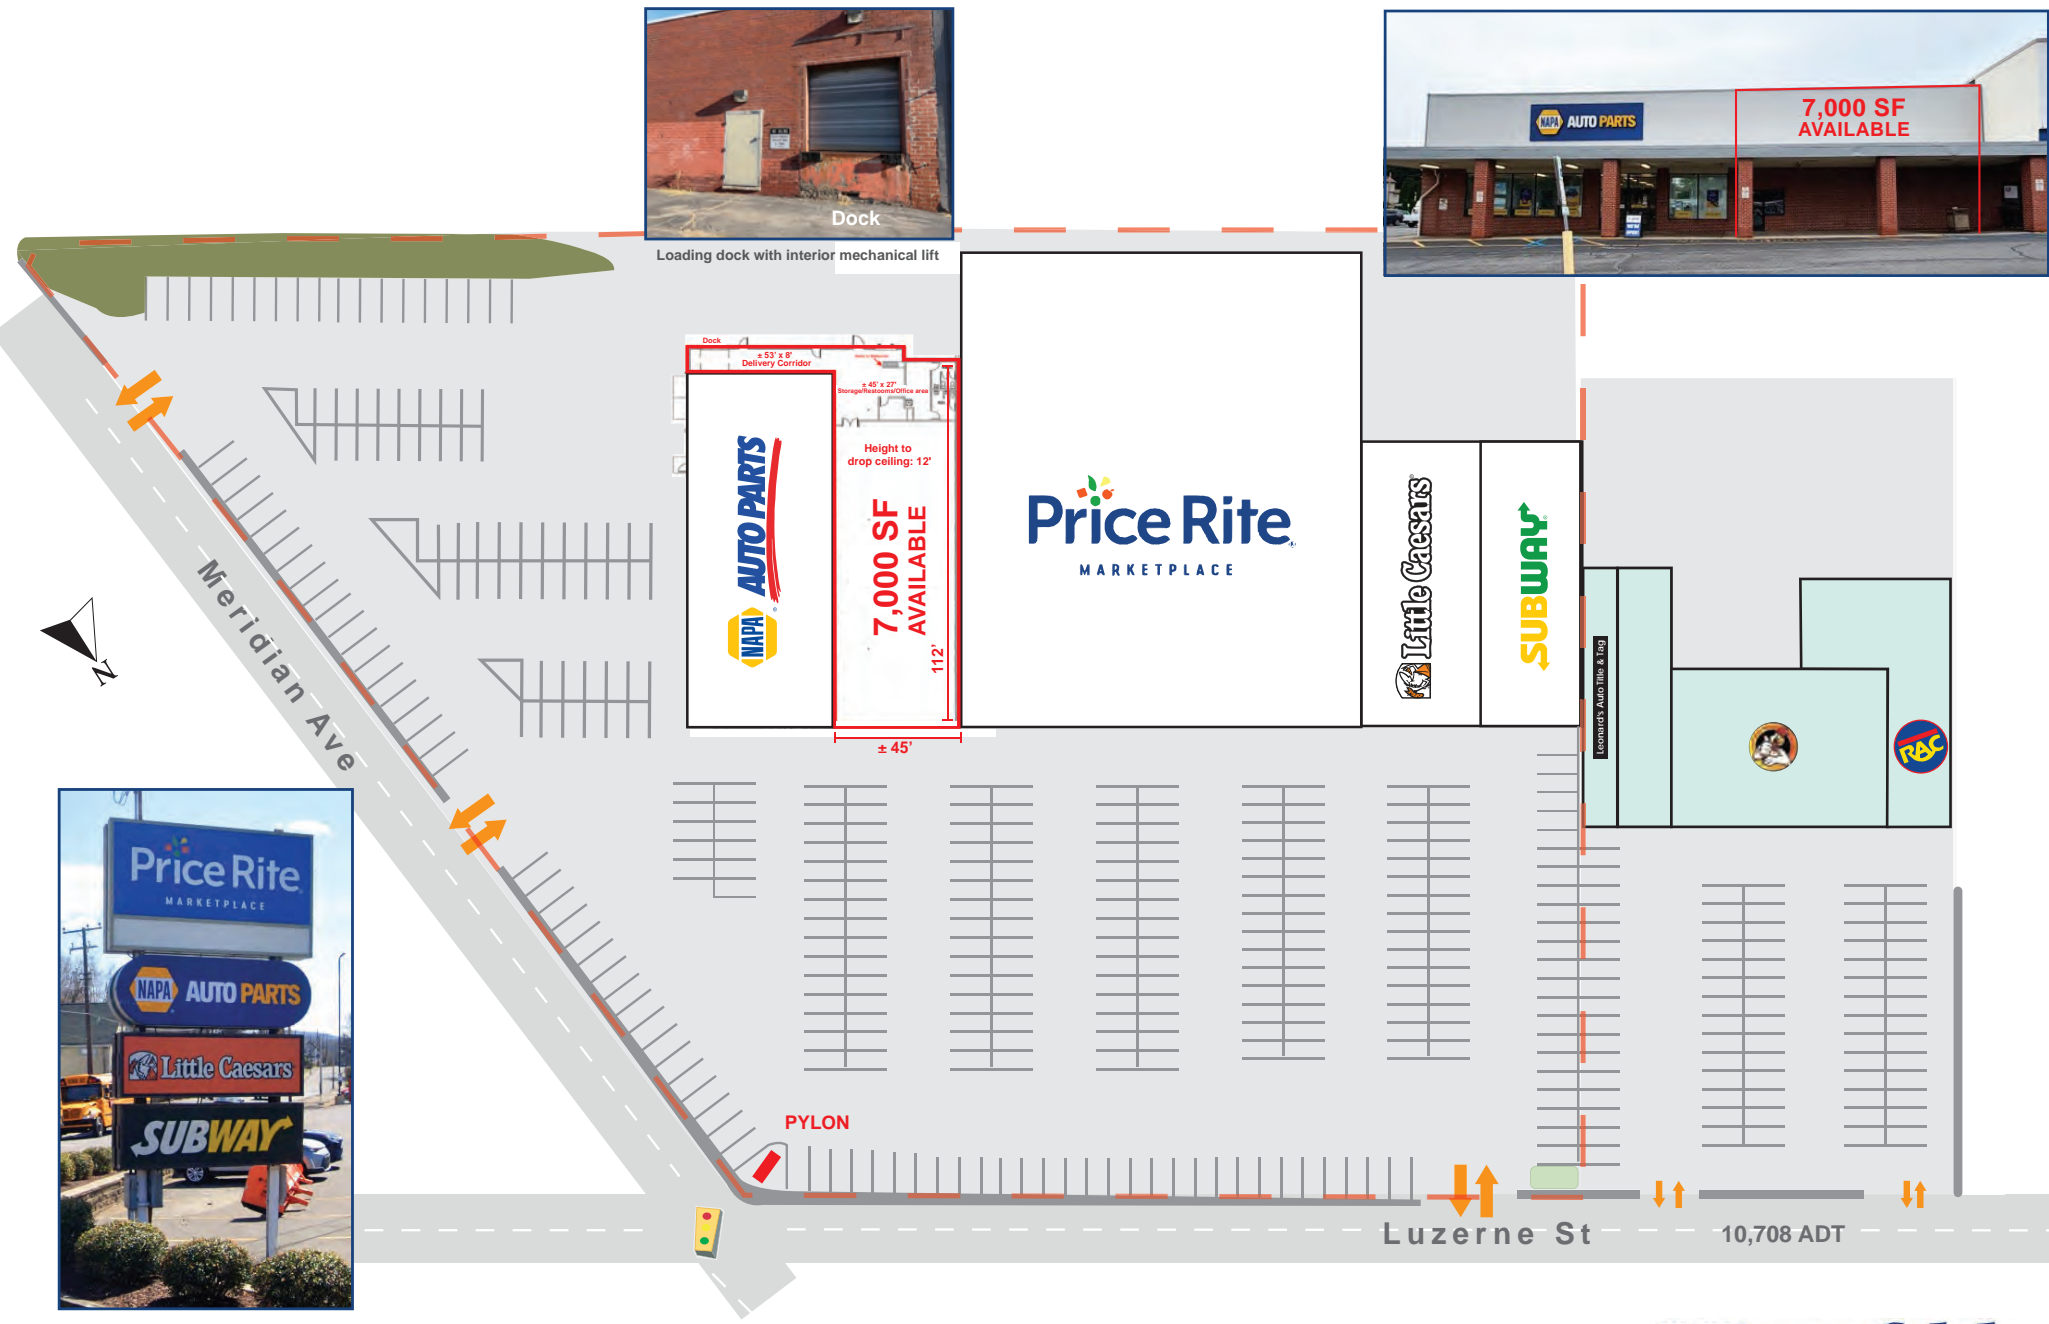 Dock
Loading dock with interior mechanical lift
NAPA AUTO PARTS
7,000 SF
AVAILABLE
Dock
± 53' x 8'
Delivery Corridor
± 45' x 27'
Storage/Restooms/Office area
Height to
drop ceiling: 12'
7,000 SF
AVAILABLE
112'
± 45'
NAPA AUTO PARTS
Price Rite
MARKETPLACE
Little Caesars
SUBWAY
Leonard's Auto Title & Tag
RAC
Meridian Ave
N
Price Rite
MARKETPLACE
NAPA AUTO PARTS
Little Caesars
SUBWAY
PYLON
Luzerne St
10,708 ADT